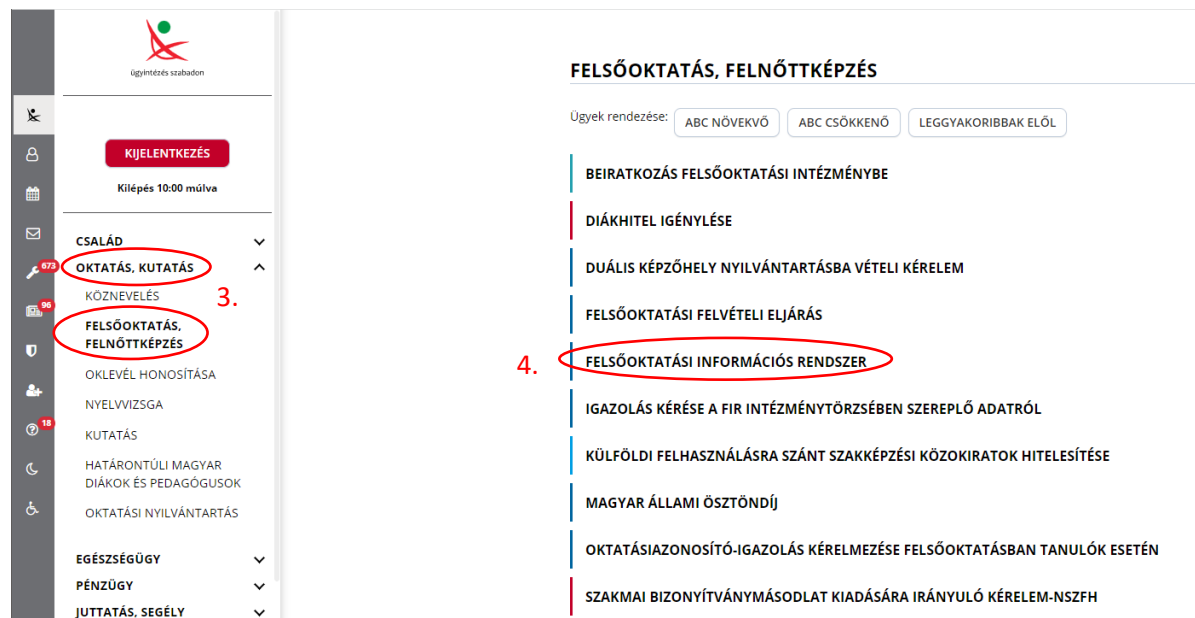 ügyintézés szabadon
KIJELENTKEZÉS
Kilépés 10:00 múlva
CSALÁD
673
OKTATÁS, KUTATÁS
KÖZNEVELÉS
3.
96
FELSŐOKTATÁS,
FELNŐTTKÉPZÉS
OKLEVÉL HONOSÍTÁSA
NYELVVIZSGA
18
KUTATÁS
HATÁRONTÚLI MAGYAR
DIÁKOK ÉS PEDAGÓGUSOK
OKTATÁSI NYILVÁNTARTÁS
EGÉSZSÉGÜGY
PÉNZÜGY
JUTTATÁS, SEGÉLY
FELSŐOKTATÁS, FELNŐTTKÉPZÉS
Ügyek rendezése: ABC NÖVEKVŐ ABC CSÖKKENŐ LEGGYAKORIBBAK ELŐL
BEIRATKOZÁS FELSŐOKTATÁSI INTÉZMÉNYBE
DIÁKHITEL IGÉNYLÉSE
DUÁLIS KÉPZŐHELY NYILVÁNTARTÁSBA VÉTELI KÉRELEM
FELSŐOKTATÁSI FELVÉTELI ELJÁRÁS
4. FELSŐOKTATÁSI INFORMÁCIÓS RENDSZER
IGAZOLÁS KÉRÉSE A FIR INTÉZMÉNYTÖRZSÉBEN SZEREPLŐ ADATRÓL
KÜLFÖLDI FELHASZNÁLÁSRA SZÁNT SZAKKÉPZÉSI KÖZOKIRATOK HITELESÍTÉSE
MAGYAR ÁLLAMI ÖSZTÖNDÍJ
OKTATÁSIAZONOSÍTÓ-IGAZOLÁS KÉRELMEZÉSE FELSŐOKTATÁSBAN TANULÓK ESETÉN
SZAKMAI BIZONYÍTVÁNYMÁSODLAT KIADÁSÁRA IRÁNYULÓ KÉRELEM-NSZFH